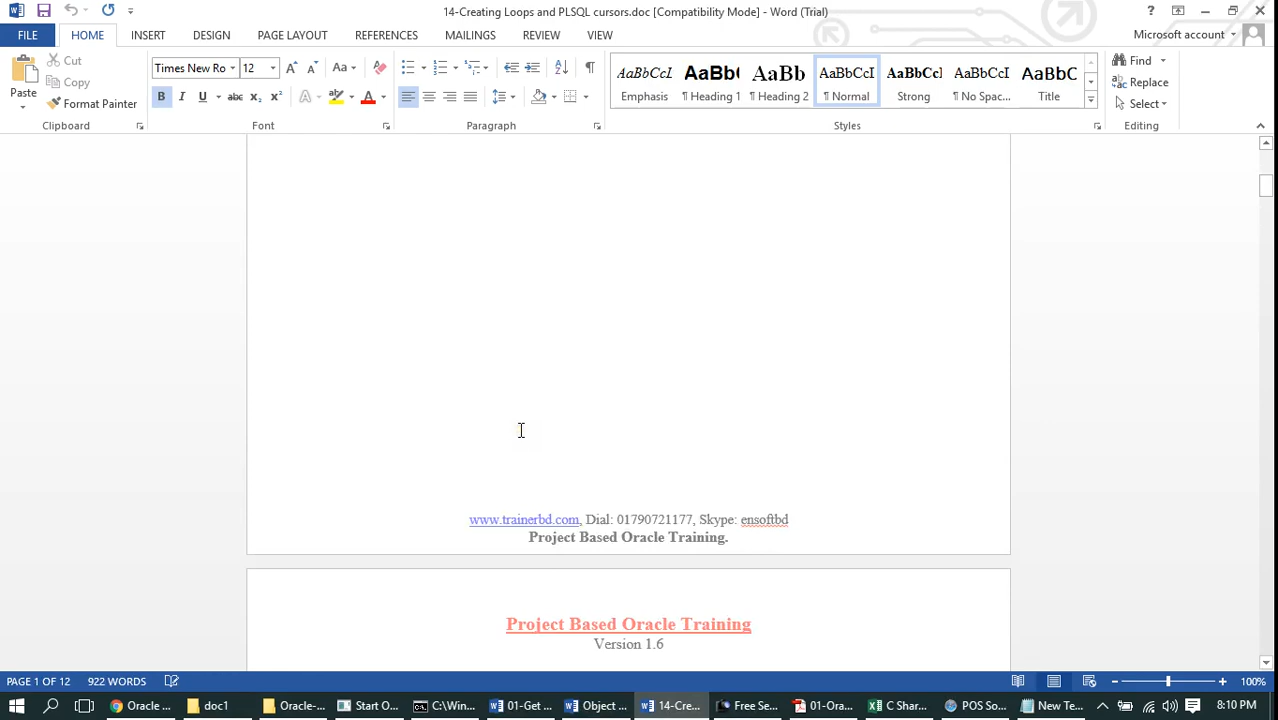 14-Creating Loops and PLSQL cursors.doc [Compatibility Mode] - Word (Trial)
FILE HOME INSERT DESIGN PAGE LAYOUT REFERENCES MAILINGS REVIEW VIEW Microsoft account
Paste
Cut
Copy
Format Painter
Clipboard
Times New Ro 12
Font
Paragraph
AaBbCcI AaBb( AaBb AaBbCcI AaBbCcI AaBbCcI AaBbC
Emphasis ¶ Heading 1 ¶ Heading 2 ¶ Normal Strong ¶ No Spac... Title
Styles
Find
Replace
Select
Editing
www.trainerbd.com, Dial: 01790721177, Skype: ensoftbd
Project Based Oracle Training.
Project Based Oracle Training
Version 1.6
PAGE 1 OF 12 922 WORDS 100%
Oracle ... doc1 Oracle-... Start O... C:\Win... 01-Get ... Object ... 14-Cre... Free Se... 01-Ora... C Shar... POS So... New Te... 8:10 PM